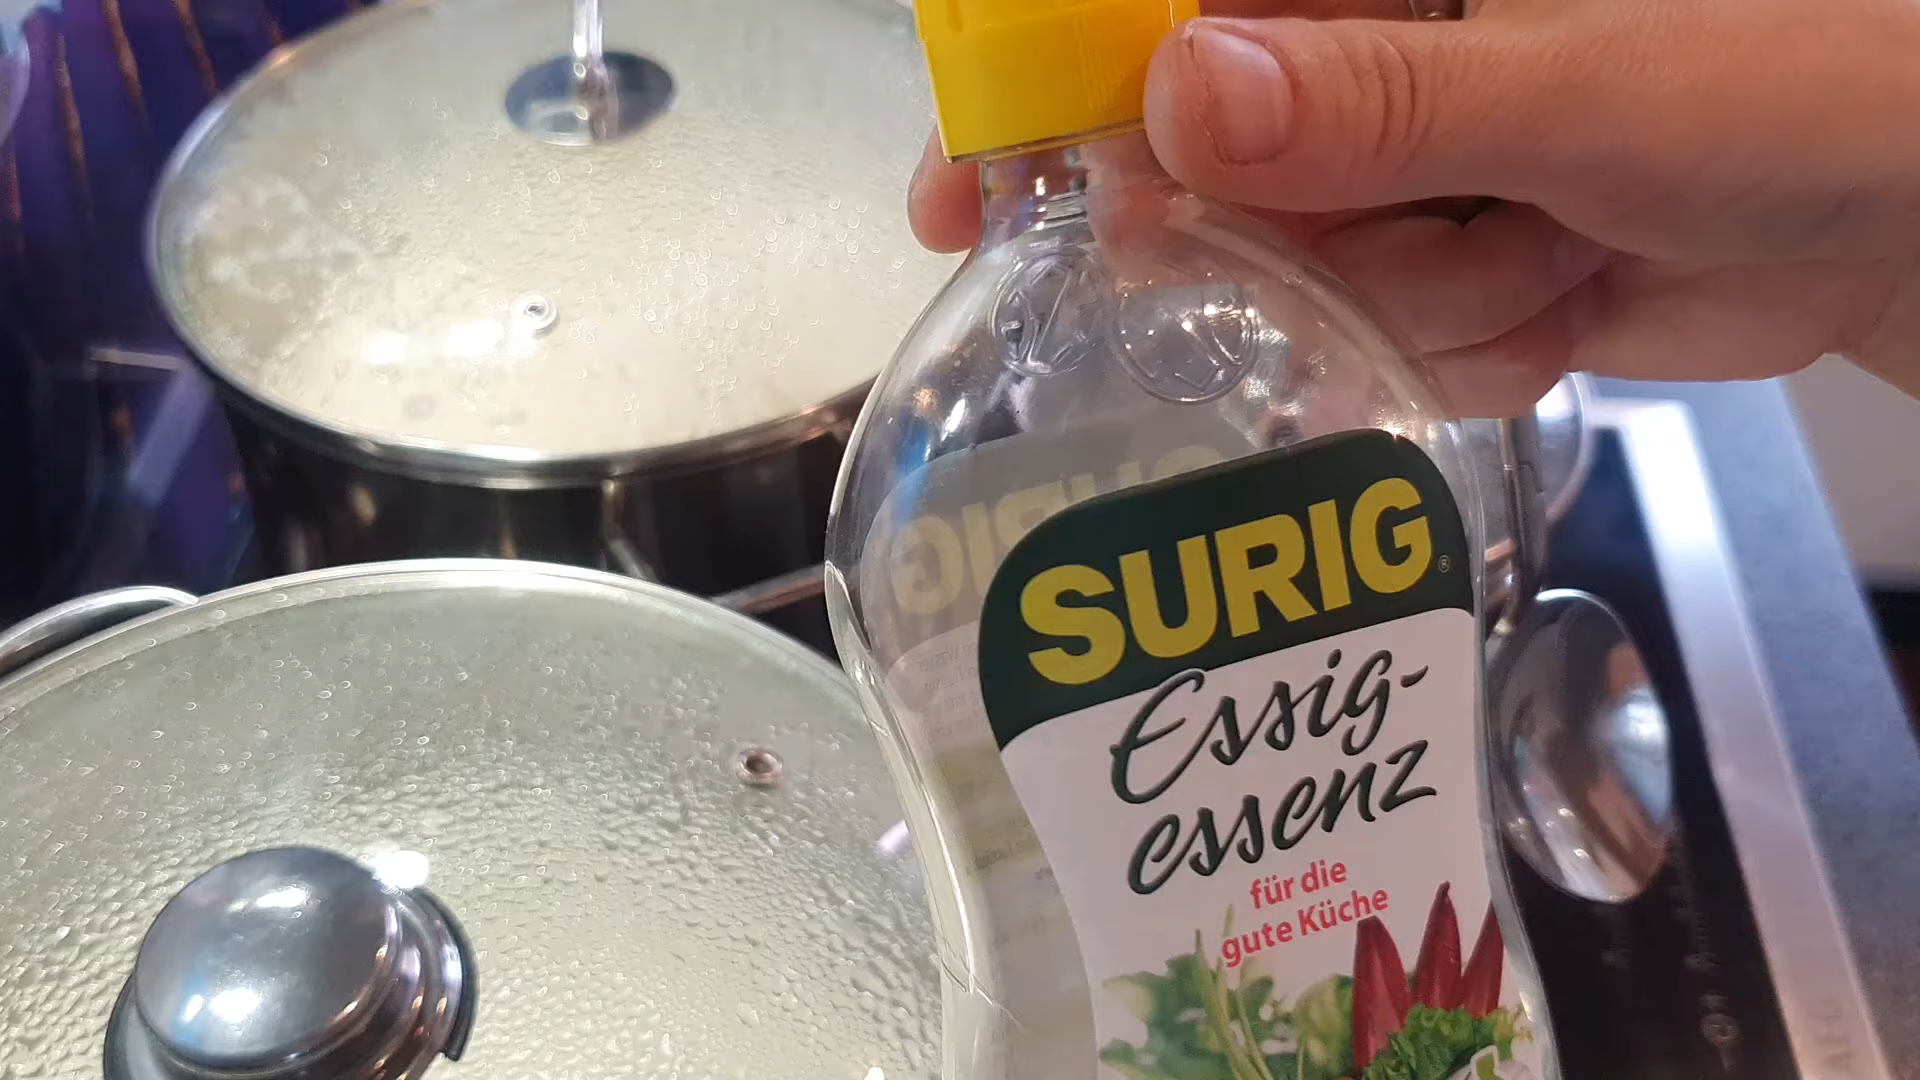 SURIG®
Essig-
essenz
für die
gute Küche